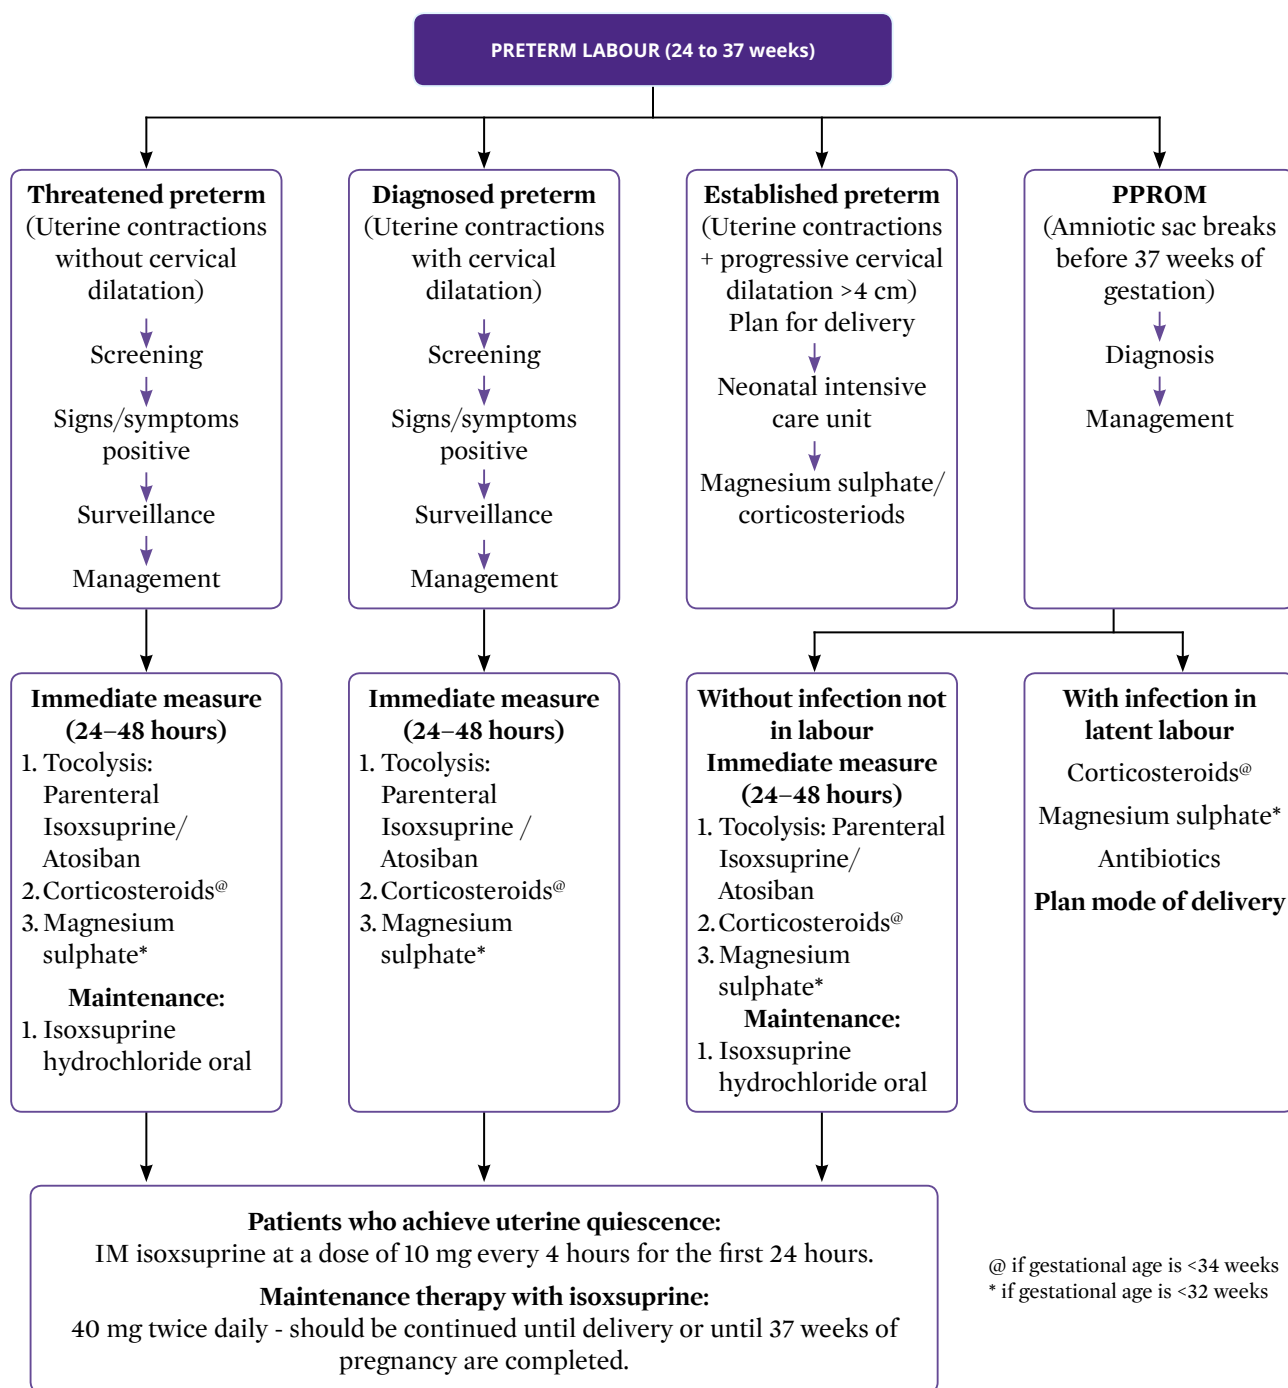 PRETERM LABOUR (24 to 37 weeks)
Threatened preterm
(Uterine contractions
without cervical
dilatation)
Screening
Signs/symptoms
positive
Surveillance
Management
Diagnosed preterm
(Uterine contractions
with cervical
dilatation)
Screening
Signs/symptoms
positive
Surveillance
Management
Established preterm
(Uterine contractions
+ progressive cervical
dilatation >4 cm)
Plan for delivery
Neonatal intensive
care unit
Magnesium sulphate/
corticosteriods
PPROM
(Amniotic sac breaks
before 37 weeks of
gestation)
Diagnosis
Management
Immediate measure
(24–48 hours)
1. Tocolysis:
Parenteral
Isoxsuprine/
Atosiban
2. Corticosteroids@
3. Magnesium
sulphate*
Maintenance:
1. Isoxsuprine
hydrochloride oral
Immediate measure
(24–48 hours)
1. Tocolysis:
Parenteral
Isoxsuprine /
Atosiban
2. Corticosteroids@
3. Magnesium
sulphate*
Without infection not
in labour
Immediate measure
(24–48 hours)
1. Tocolysis: Parenteral
Isoxsuprine/
Atosiban
2. Corticosteroids@
3. Magnesium
sulphate*
Maintenance:
1. Isoxsuprine
hydrochloride oral
With infection in
latent labour
Corticosteroids@
Magnesium sulphate*
Antibiotics
Plan mode of delivery
Patients who achieve uterine quiescence:
IM isoxsuprine at a dose of 10 mg every 4 hours for the first 24 hours.
Maintenance therapy with isoxsuprine:
40 mg twice daily - should be continued until delivery or until 37 weeks of
pregnancy are completed.
@ if gestational age is <34 weeks
* if gestational age is <32 weeks